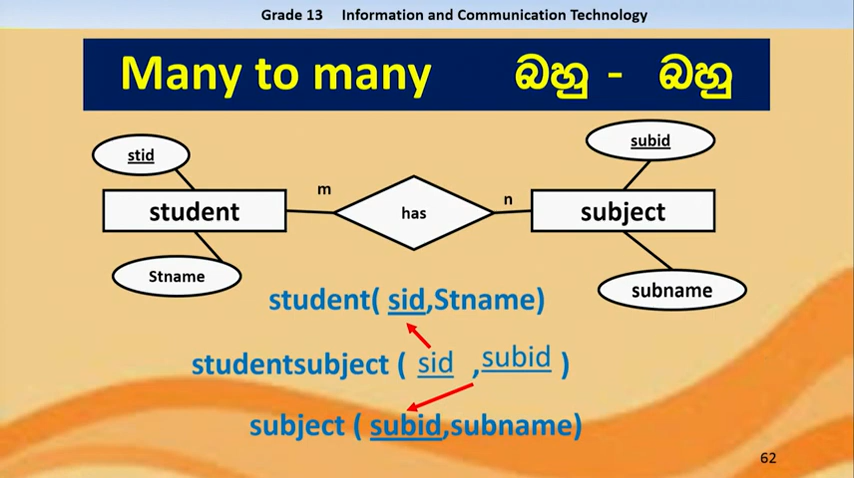 Grade 13 Information and Communication Technology
Many to many බහු - බහු
stid
subid
m
n
student
has
subject
Stname
subname
student( sid,Stname)
studentsubject ( sid ,subid )
subject ( subid,subname)
62